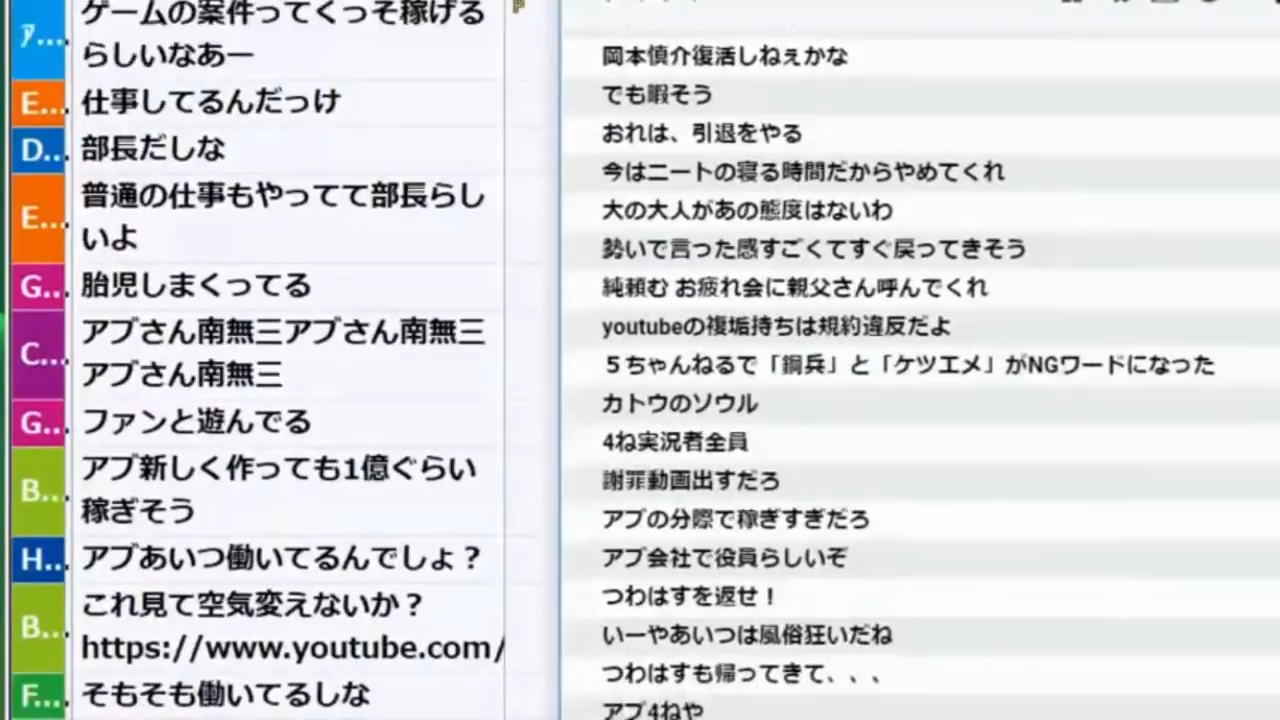 ア...
ゲームの案件ってくっそ稼げる
らしいなあー
E...
仕事してるんだっけ
D...
部長だしな
E...
普通の仕事もやってて部長らし
いよ
G...
胎児しまくってる
C...
アブさん南無三アブさん南無三
アブさん南無三
G...
ファンと遊んでる
B...
アブ新しく作っても1億ぐらい
稼ぎそう
H...
アブあいつ働いてるんでしょ？
B...
これ見て空気変えないか？
https://www.youtube.com/
F...
そもそも働いてるしな
岡本慎介復活しねぇかな
でも暇そう
おれは、引退をやる
今はニートの寝る時間だからやめてくれ
大の大人があの態度はないわ
勢いで言った感すごくてすぐ戻ってきそう
純頼む お疲れ会に親父さん呼んでくれ
youtubeの複垢持ちは規約違反だよ
５ちゃんねるで「鋼兵」と「ケツエメ」がNGワードになった
カトウのソウル
4ね実況者全員
謝罪動画出すだろ
アブの分際で稼ぎすぎだろ
アブ会社で役員らしいぞ
つわはすを返せ！
いーやあいつは風俗狂いだね
つわはすも帰ってきて、、、
アブ4ねや